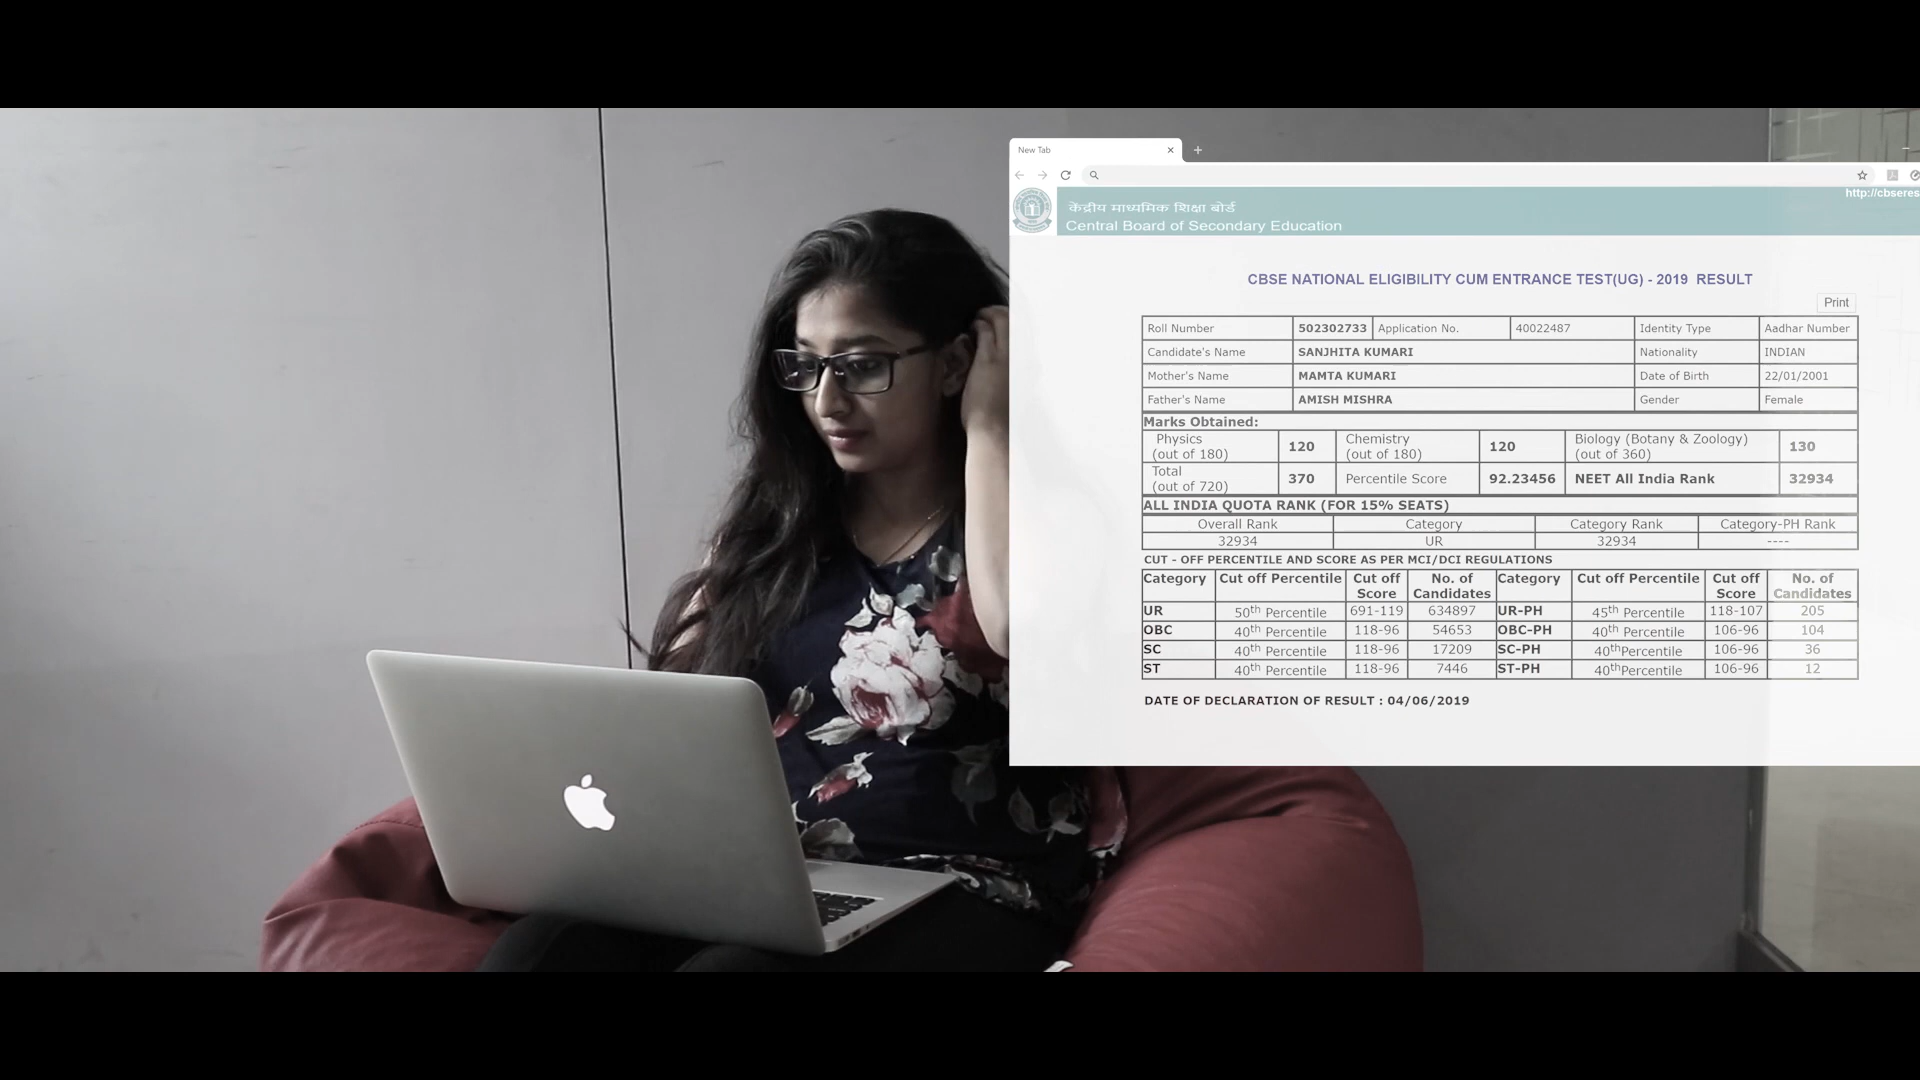 New Tab
http://cbseres
केंद्रीय माध्यमिक शिक्षा बोर्ड
Central Board of Secondary Education
CBSE NATIONAL ELIGIBILITY CUM ENTRANCE TEST(UG) - 2019 RESULT
Print
Roll Number 502302733 Application No. 40022487 Identity Type Aadhar Number
Candidate's Name SANJHITA KUMARI Nationality INDIAN
Mother's Name MAMTA KUMARI Date of Birth 22/01/2001
Father's Name AMISH MISHRA Gender Female
Marks Obtained:
Physics (out of 180) 120 Chemistry (out of 180) 120 Biology (Botany & Zoology) (out of 360) 130
Total (out of 720) 370 Percentile Score 92.23456 NEET All India Rank 32934
ALL INDIA QUOTA RANK (FOR 15% SEATS)
Overall Rank Category Category Rank Category-PH Rank
32934 UR 32934 ----
CUT - OFF PERCENTILE AND SCORE AS PER MCI/DCI REGULATIONS
Category Cut off Percentile Cut off Score No. of Candidates Category Cut off Percentile Cut off Score No. of Candidates
UR 50th Percentile 691-119 634897 UR-PH 45th Percentile 118-107 205
OBC 40th Percentile 118-96 54653 OBC-PH 40th Percentile 106-96 104
SC 40th Percentile 118-96 17209 SC-PH 40thPercentile 106-96 36
ST 40th Percentile 118-96 7446 ST-PH 40thPercentile 106-96 12
DATE OF DECLARATION OF RESULT : 04/06/2019